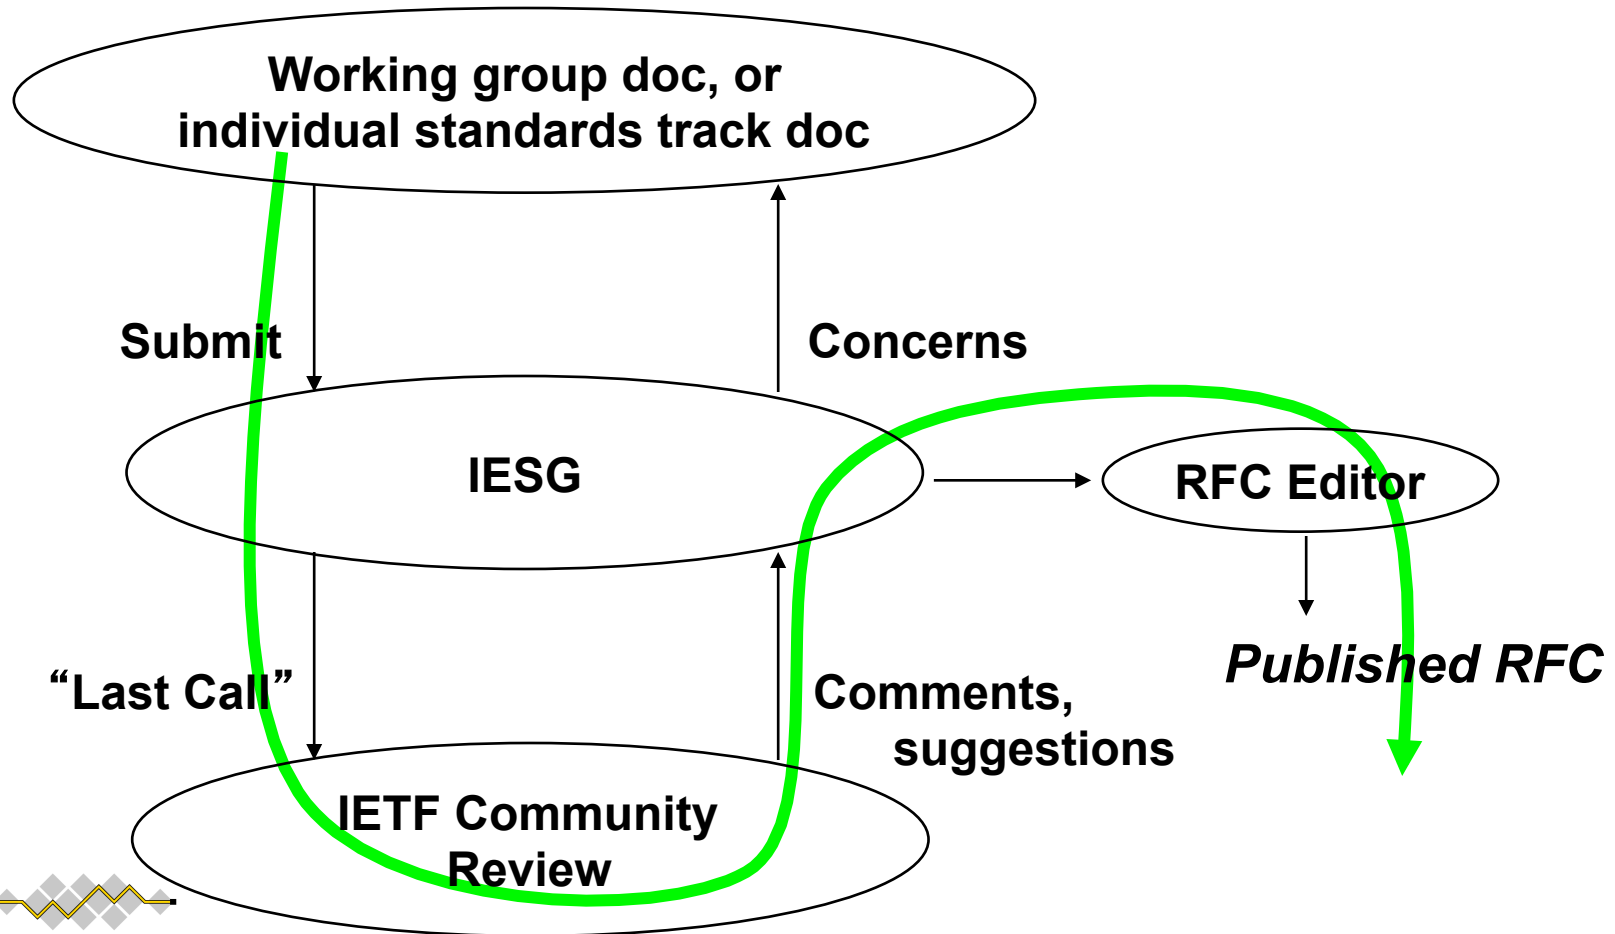 Working group doc, or
individual standards track doc
Submit
Concerns
IESG
RFC Editor
“Last Call”
Comments,
suggestions
Published RFC
IETF Community
Review